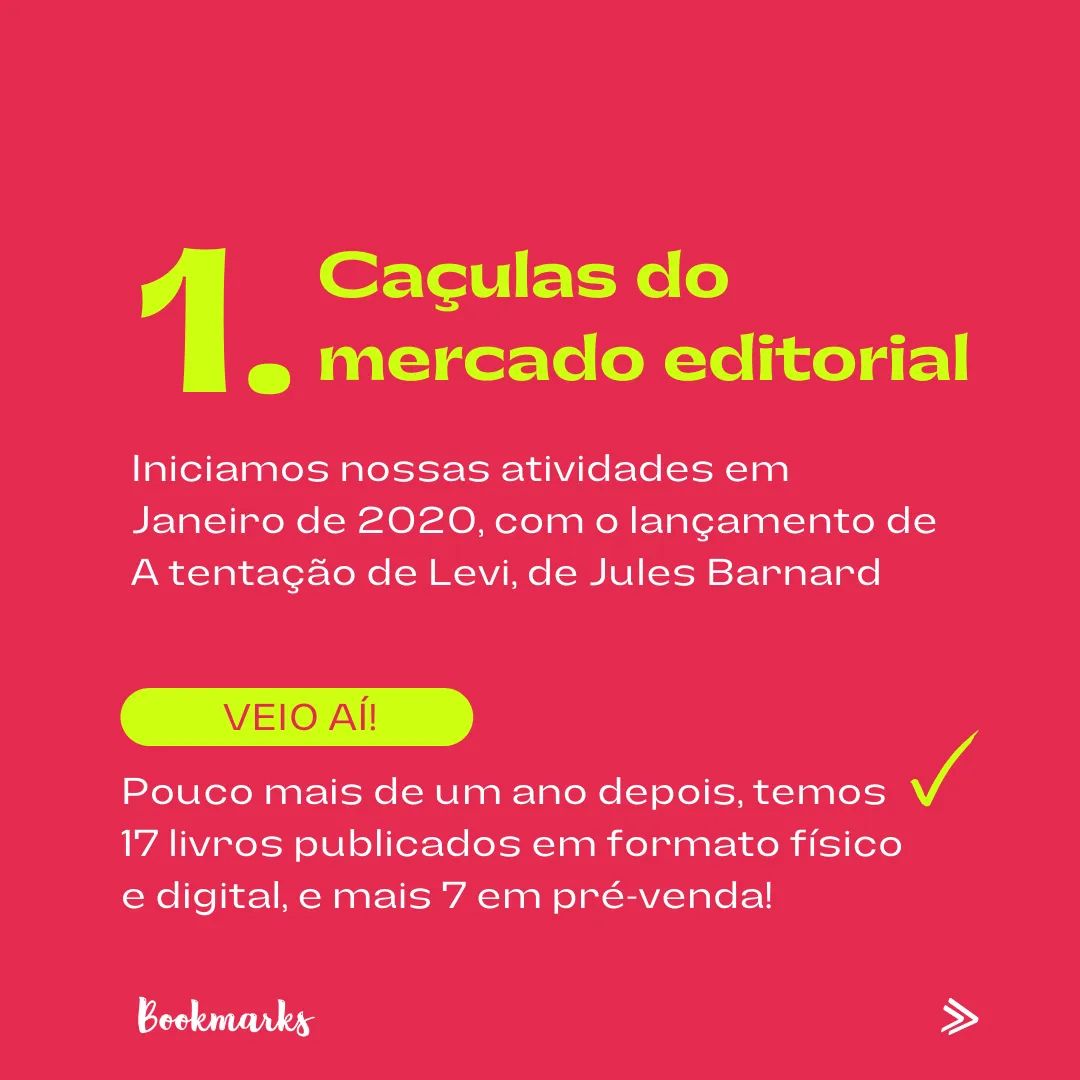 1. Caçulas do
mercado editorial
Iniciamos nossas atividades em
Janeiro de 2020, com o lançamento de
A tentação de Levi, de Jules Barnard
VEIO AÍ!
Pouco mais de um ano depois, temos
17 livros publicados em formato físico
e digital, e mais 7 em pré-venda!
Bookmarks